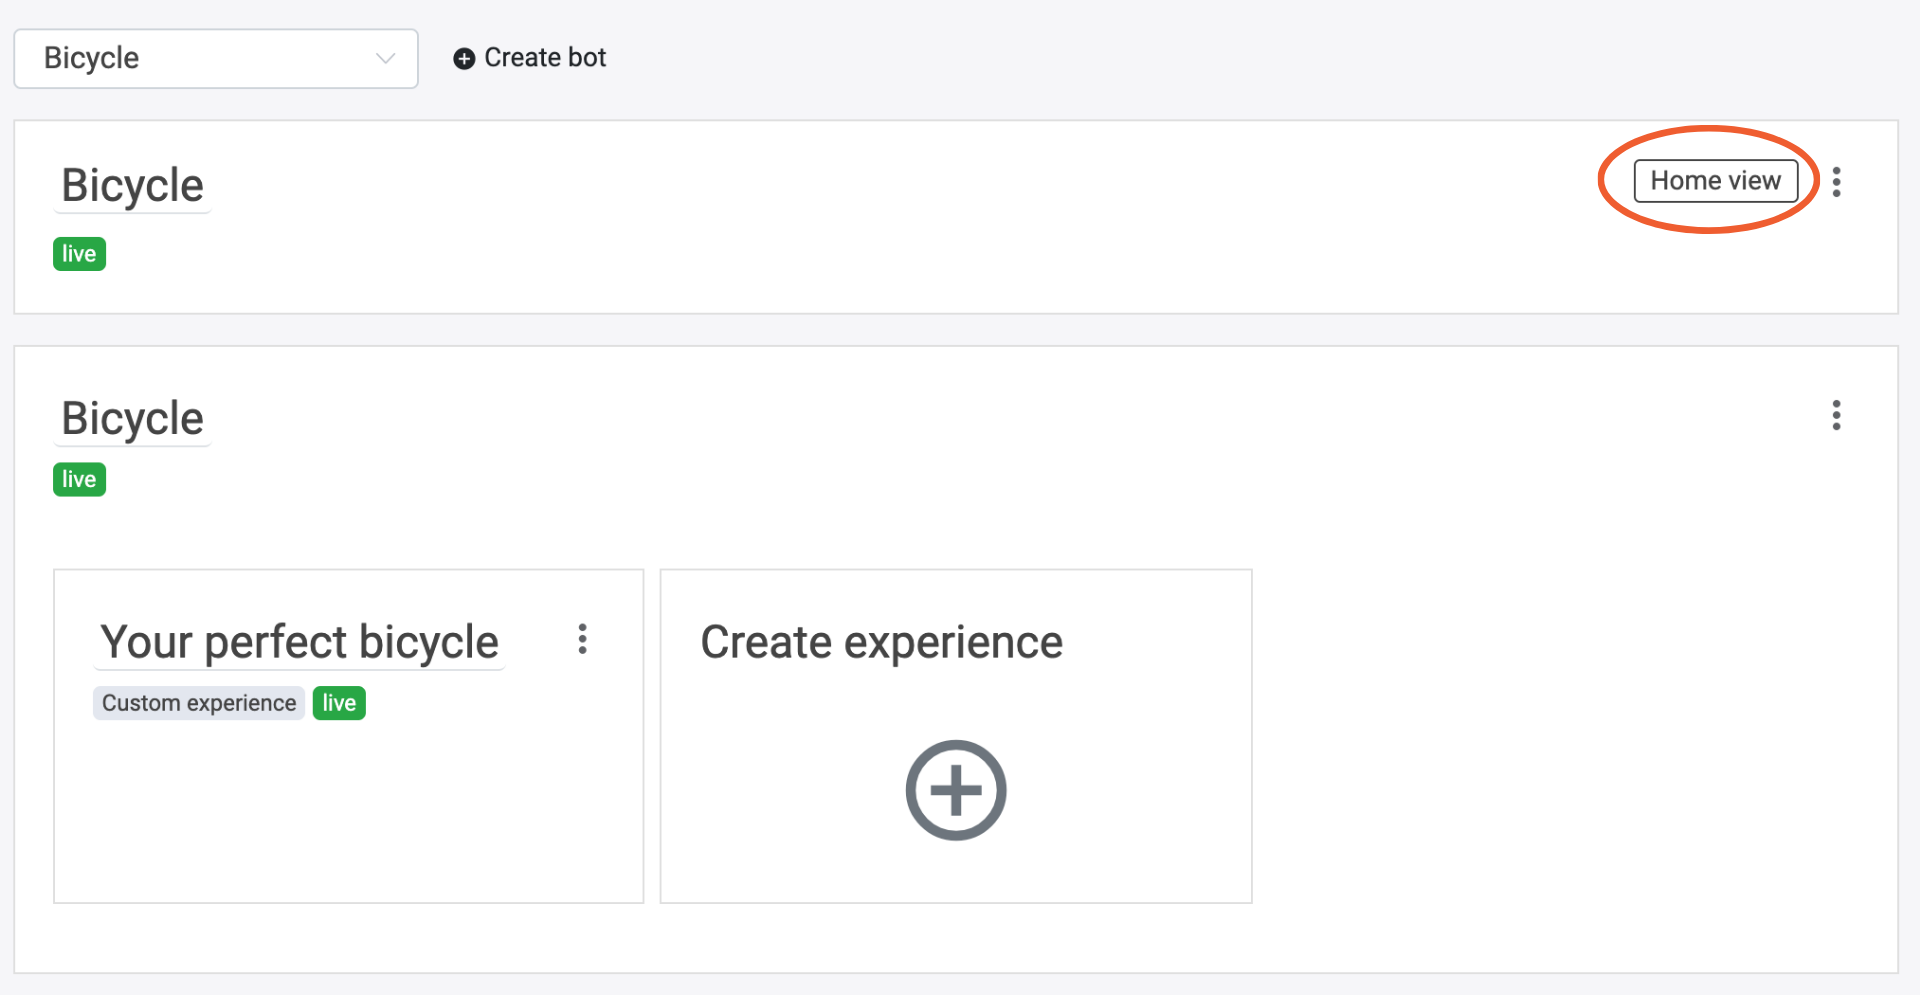 Bicycle
Create bot
Bicycle
Home view
live
Bicycle
live
Your perfect bicycle
Custom experience live
Create experience